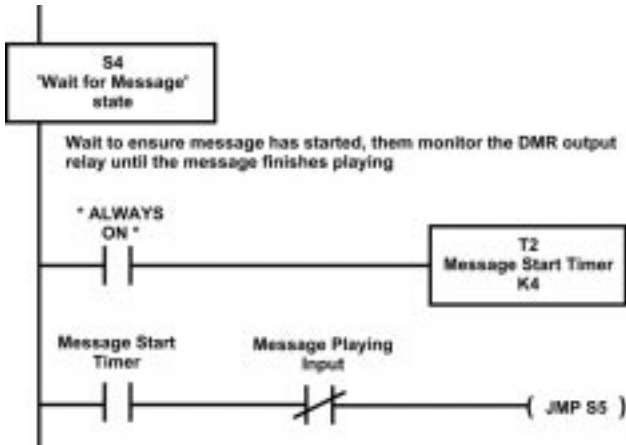 S4
'Wait for Message'
state
Wait to ensure message has started, them monitor the DMR output
relay until the message finishes playing
* ALWAYS
ON *
T2
Message Start Timer
K4
Message Start
Timer
Message Playing
Input
( JMP S5 )